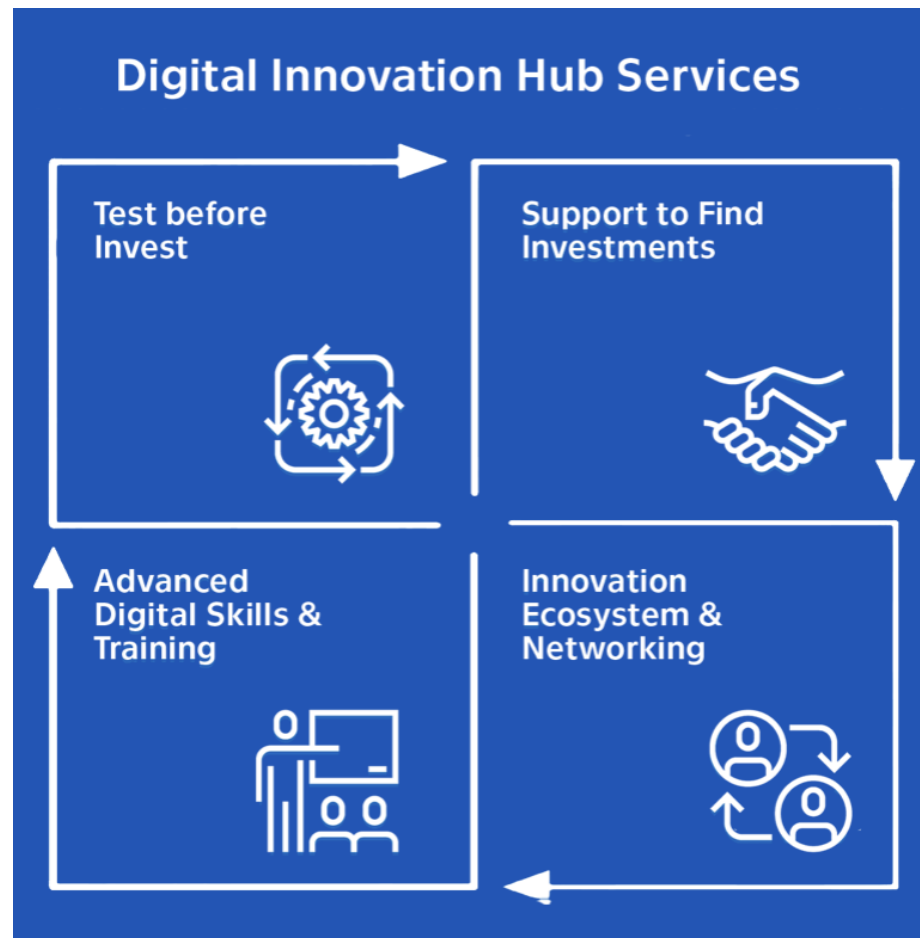 Digital Innovation Hub Services
Test before
Invest
Support to Find
Investments
Advanced
Digital Skills &
Training
Innovation
Ecosystem &
Networking